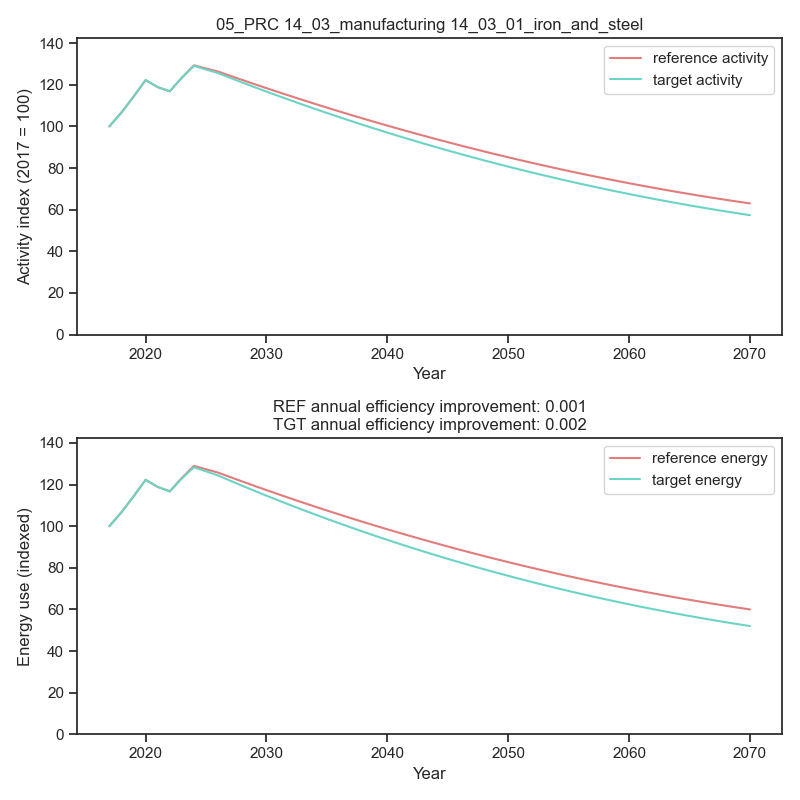 05_PRC 14_03_manufacturing 14_03_01_iron_and_steel
140
120
100
80
60
40
20
0
Activity index (2017 = 100)
reference activity
target activity
2020 2030 2040 2050 2060 2070
Year
REF annual efficiency improvement: 0.001
TGT annual efficiency improvement: 0.002
140
120
100
80
60
40
20
0
Energy use (indexed)
reference energy
target energy
2020 2030 2040 2050 2060 2070
Year